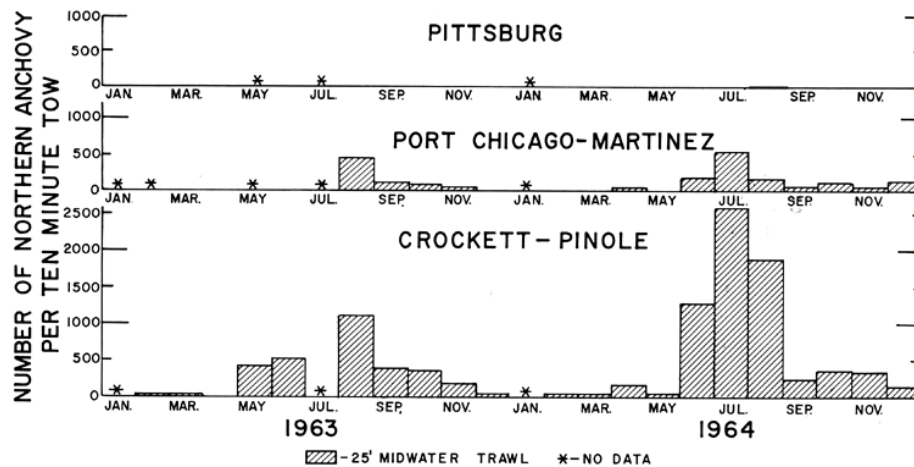 NUMBER OF NORTHERN ANCHOVY
PER TEN MINUTE TOW
PITTSBURG
1000
500
0
JAN. MAR. MAY JUL. SEP. NOV. JAN. MAR. MAY JUL. SEP. NOV.
PORT CHICAGO-MARTINEZ
1000
500
0
JAN. MAR. MAY JUL. SEP. NOV. JAN. MAR. MAY JUL. SEP. NOV.
CROCKETT-PINOLE
2500
2000
1500
1000
500
0
JAN. MAR. MAY JUL. SEP. NOV. JAN. MAR. MAY JUL. SEP. NOV.
1963 1964
-25' MIDWATER TRAWL *-NO DATA